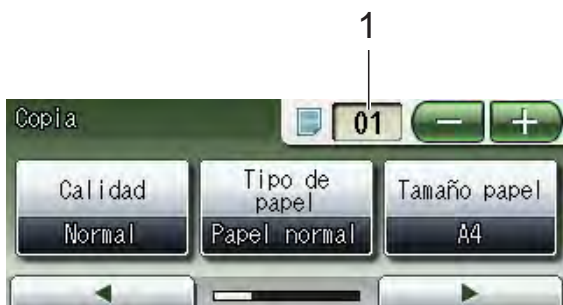 1
Copia
01
Calidad
Tipo de
papel
Tamaño papel
Normal
Papel normal
A4